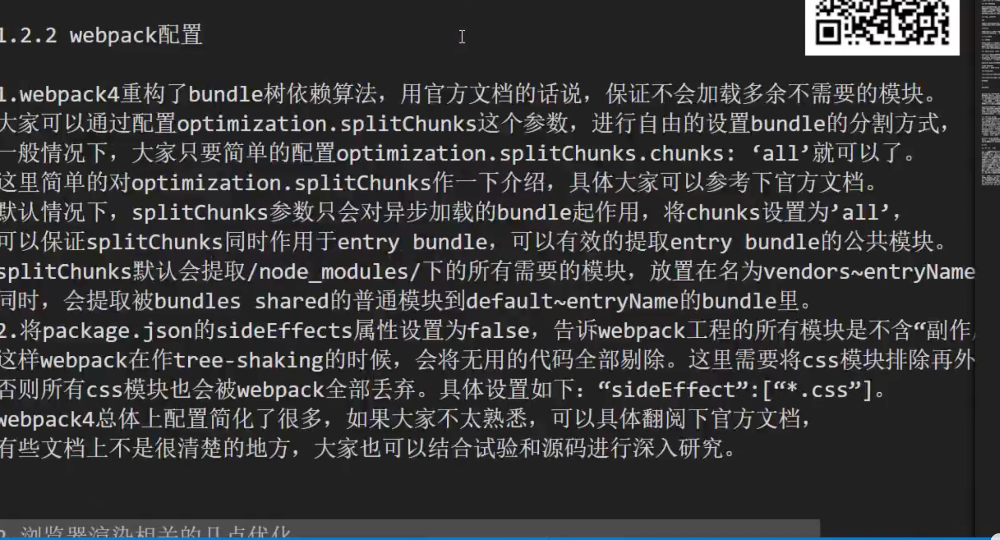 1.2.2 webpack配置
1.webpack4重构了bundle树依赖算法，用官方文档的话说，保证不会加载多余不需要的模块。
大家可以通过配置optimization.splitChunks这个参数，进行自由的设置bundle的分割方式，
一般情况下，大家只要简单的配置optimization.splitChunks.chunks: ‘all’就可以了。
这里简单的对optimization.splitChunks作一下介绍，具体大家可以参考下官方文档。
默认情况下，splitChunks参数只会对异步加载的bundle起作用，将chunks设置为’all’，
可以保证splitChunks同时作用于entry bundle，可以有效的提取entry bundle的公共模块。
splitChunks默认会提取/node_modules/下的所有需要的模块，放置在名为vendors~entryName
同时，会提取被bundles shared的普通模块到default~entryName的bundle里。
2.将package.json的sideEffects属性设置为false，告诉webpack工程的所有模块是不含“副作
这样webpack在作tree-shaking的时候，会将无用的代码全部剔除。这里需要将css模块排除再外
否则所有css模块也会被webpack全部丢弃。具体设置如下：“sideEffect”:[“*.css”]。
webpack4总体上配置简化了很多，如果大家不太熟悉，可以具体翻阅下官方文档，
有些文档上不是很清楚的地方，大家也可以结合试验和源码进行深入研究。
浏览器渲染相关的几点优化